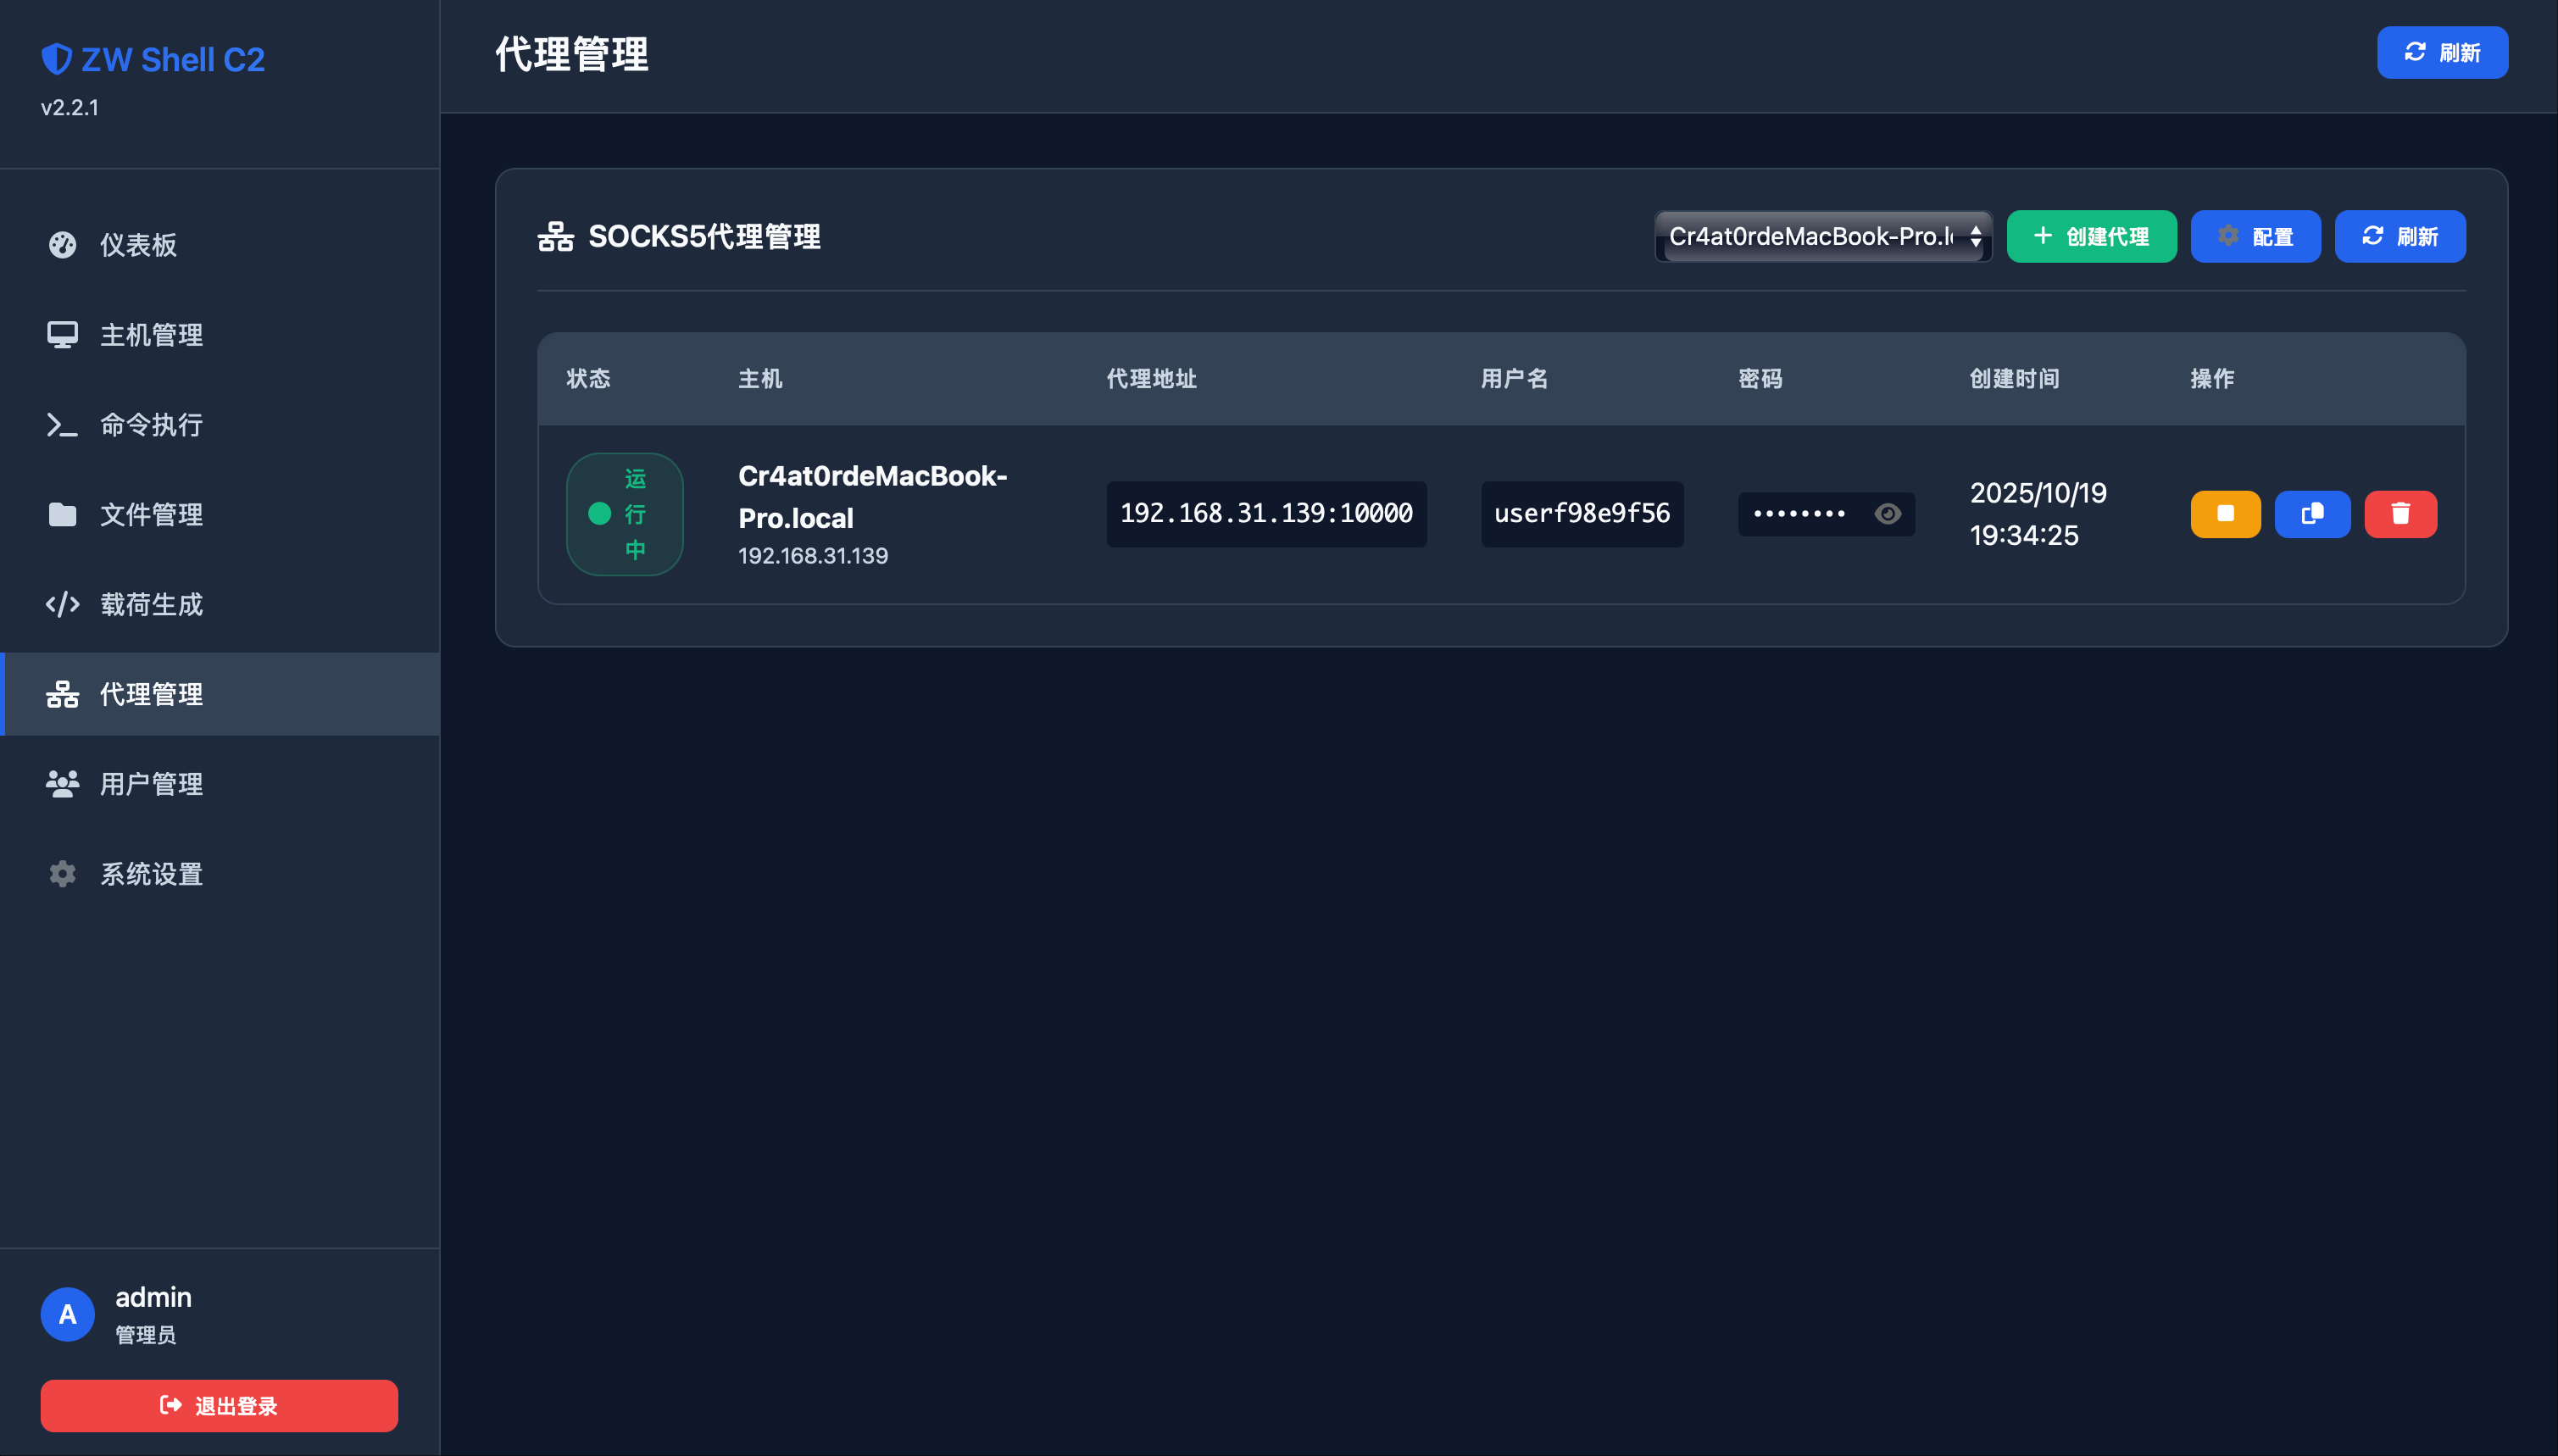 ZW Shell C2
v2.2.1
仪表板
主机管理
命令执行
文件管理
载荷生成
代理管理
用户管理
系统设置
A
admin
管理员
退出登录
代理管理
刷新
SOCKS5代理管理
Cr4at0rdeMacBook-Pro.l
创建代理
配置
刷新
状态 主机 代理地址 用户名 密码 创建时间 操作
运
行
中
Cr4at0rdeMacBook-
Pro.local
192.168.31.139
192.168.31.139:10000
userf98e9f56
••••••••
2025/10/19
19:34:25